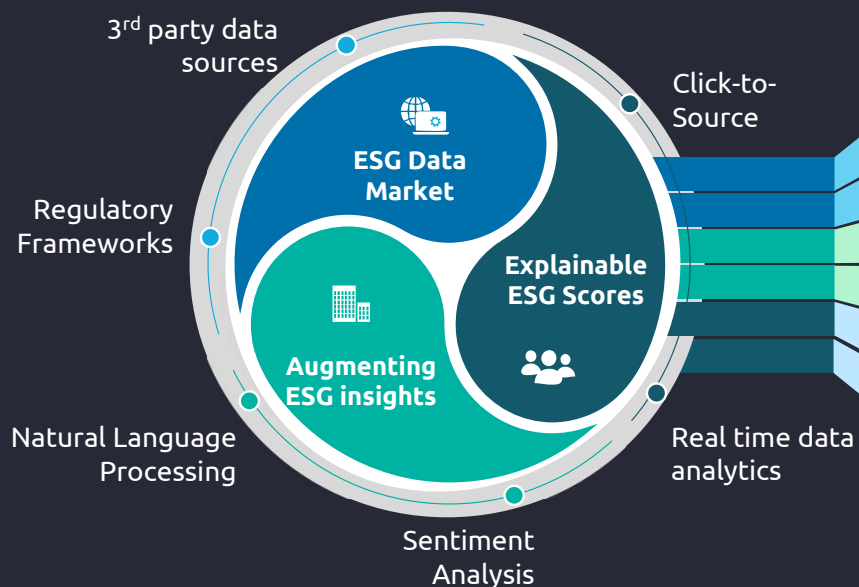 3rd party data
sources
Click-to-
Source
ESG Data
Market
Regulatory
Frameworks
Explainable
ESG Scores
Augmenting
ESG insights
Natural Language
Processing
Real time data
analytics
Sentiment
Analysis